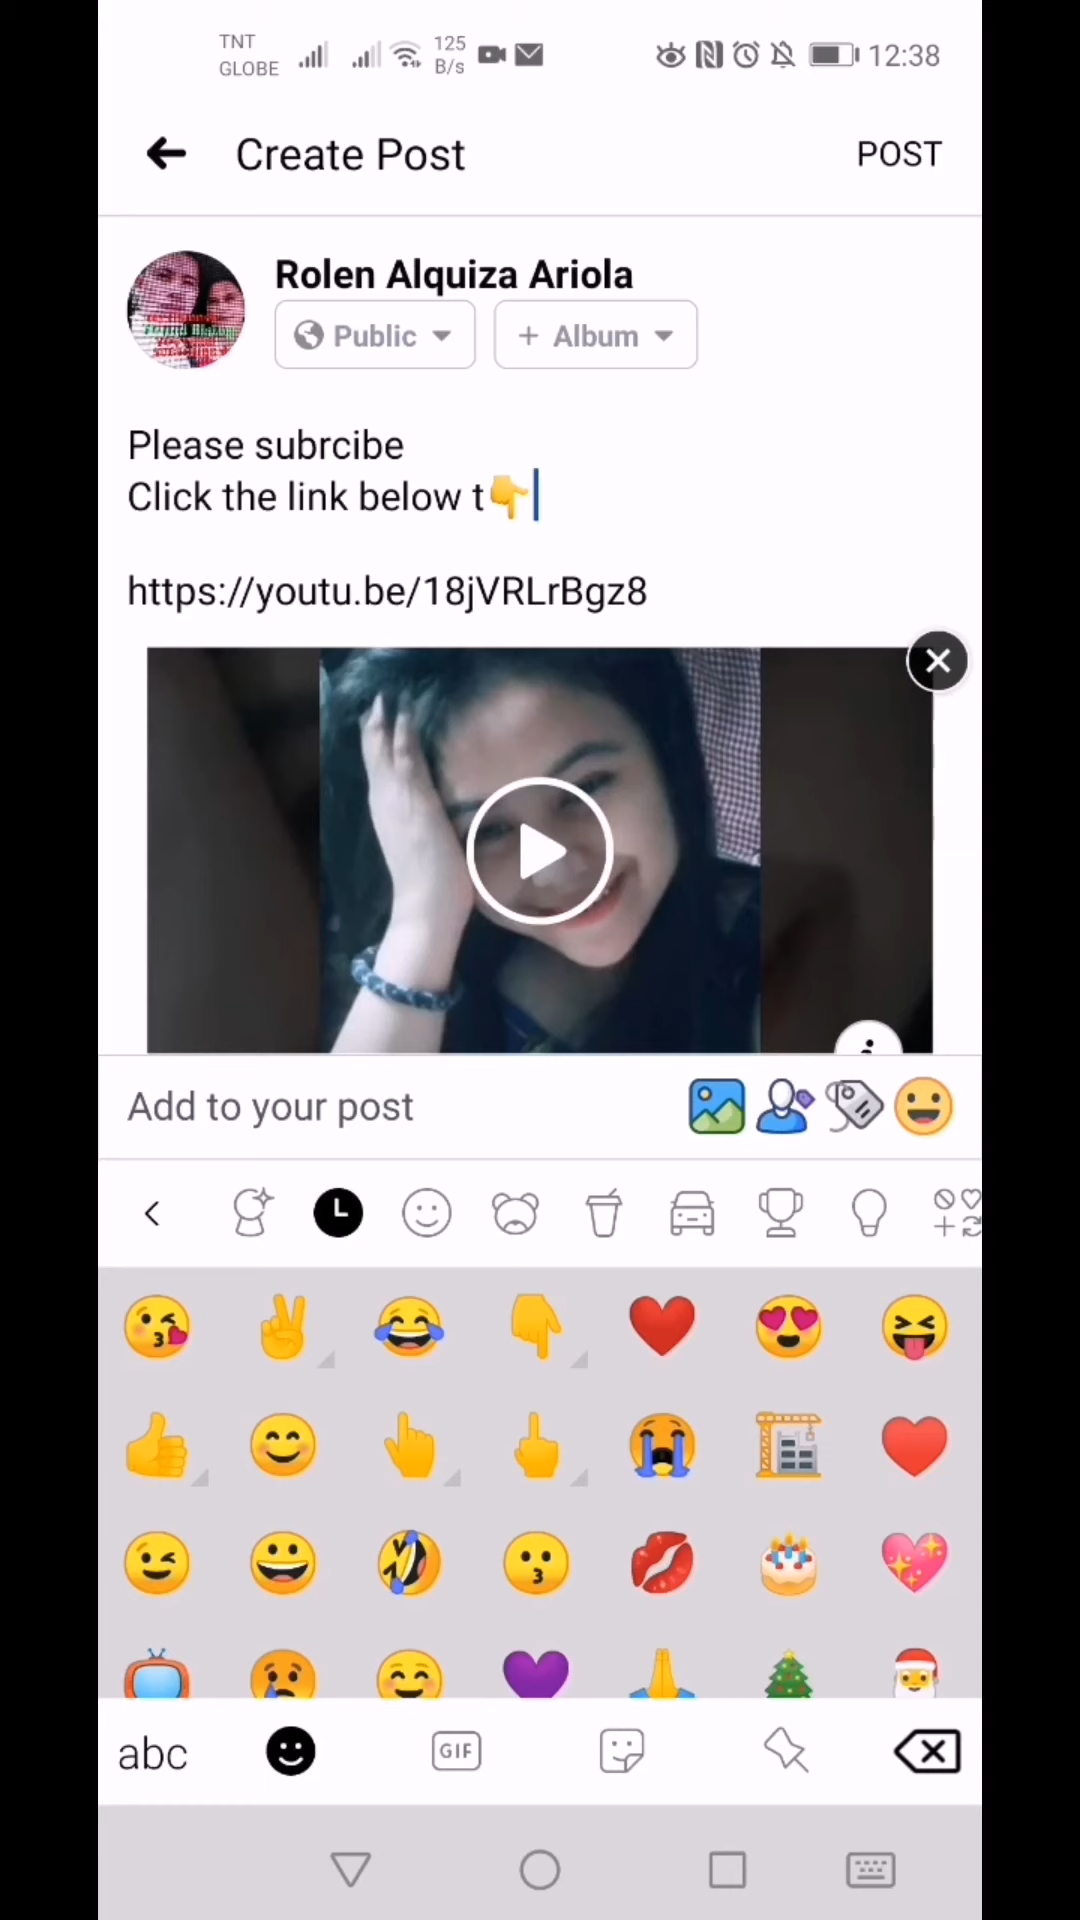 TNT
GLOBE
125
B/s
12:38
Create Post
POST
Rolen Alquiza Ariola
Public
+ Album
Please subrcibe
Click the link below t👇
https://youtu.be/18jVRLrBgz8
Add to your post
abc
GIF